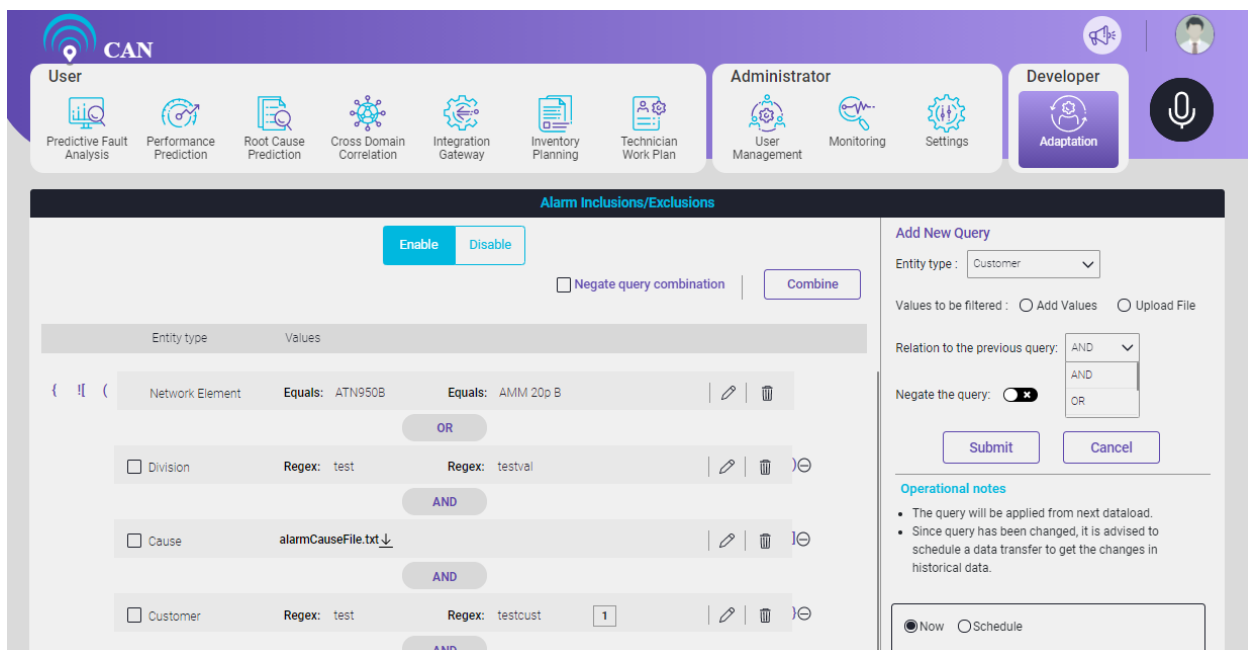 CAN
User
Administrator
Developer
Predictive Fault Analysis
Performance Prediction
Root Cause Prediction
Cross Domain Correlation
Integration Gateway
Inventory Planning
Technician Work Plan
User Management
Monitoring
Settings
Adaptation
Alarm Inclusions/Exclusions
Enable Disable
Negate query combination Combine
Entity type Values
{ ![ ( Network Element Equals: ATN950B Equals: AMM 20p B
OR
Division Regex: test Regex: testval )
AND
Cause alarmCauseFile.txt ]
AND
Customer Regex: test Regex: testcust 1 }
AND
Add New Query
Entity type : Customer
Values to be filtered : Add Values Upload File
Relation to the previous query: AND
AND
OR
Negate the query:
Submit Cancel
Operational notes
• The query will be applied from next dataload.
• Since query has been changed, it is advised to
schedule a data transfer to get the changes in
historical data.
Now Schedule